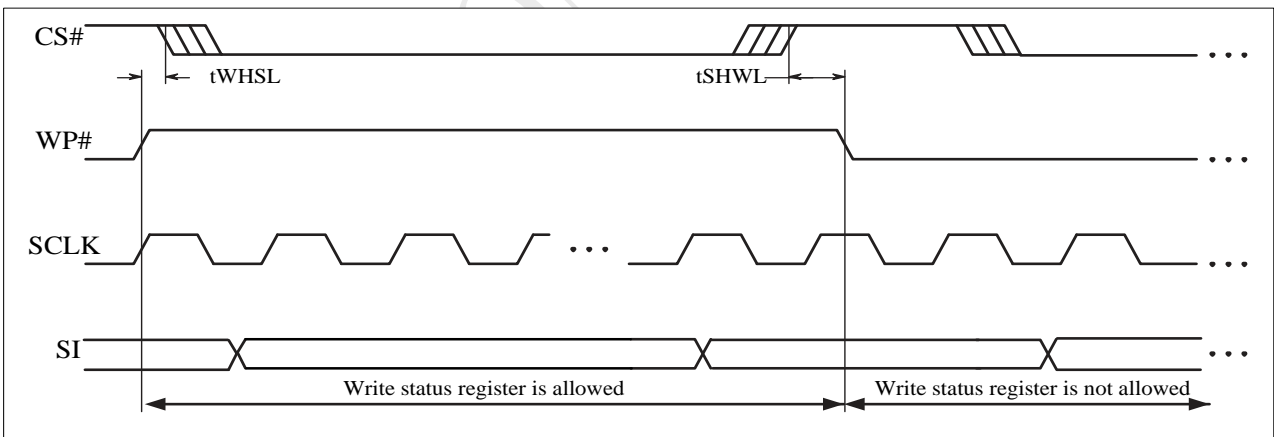 CS#
tWHSL
tSHWL
WP#
SCLK
SI
Write status register is allowed
Write status register is not allowed